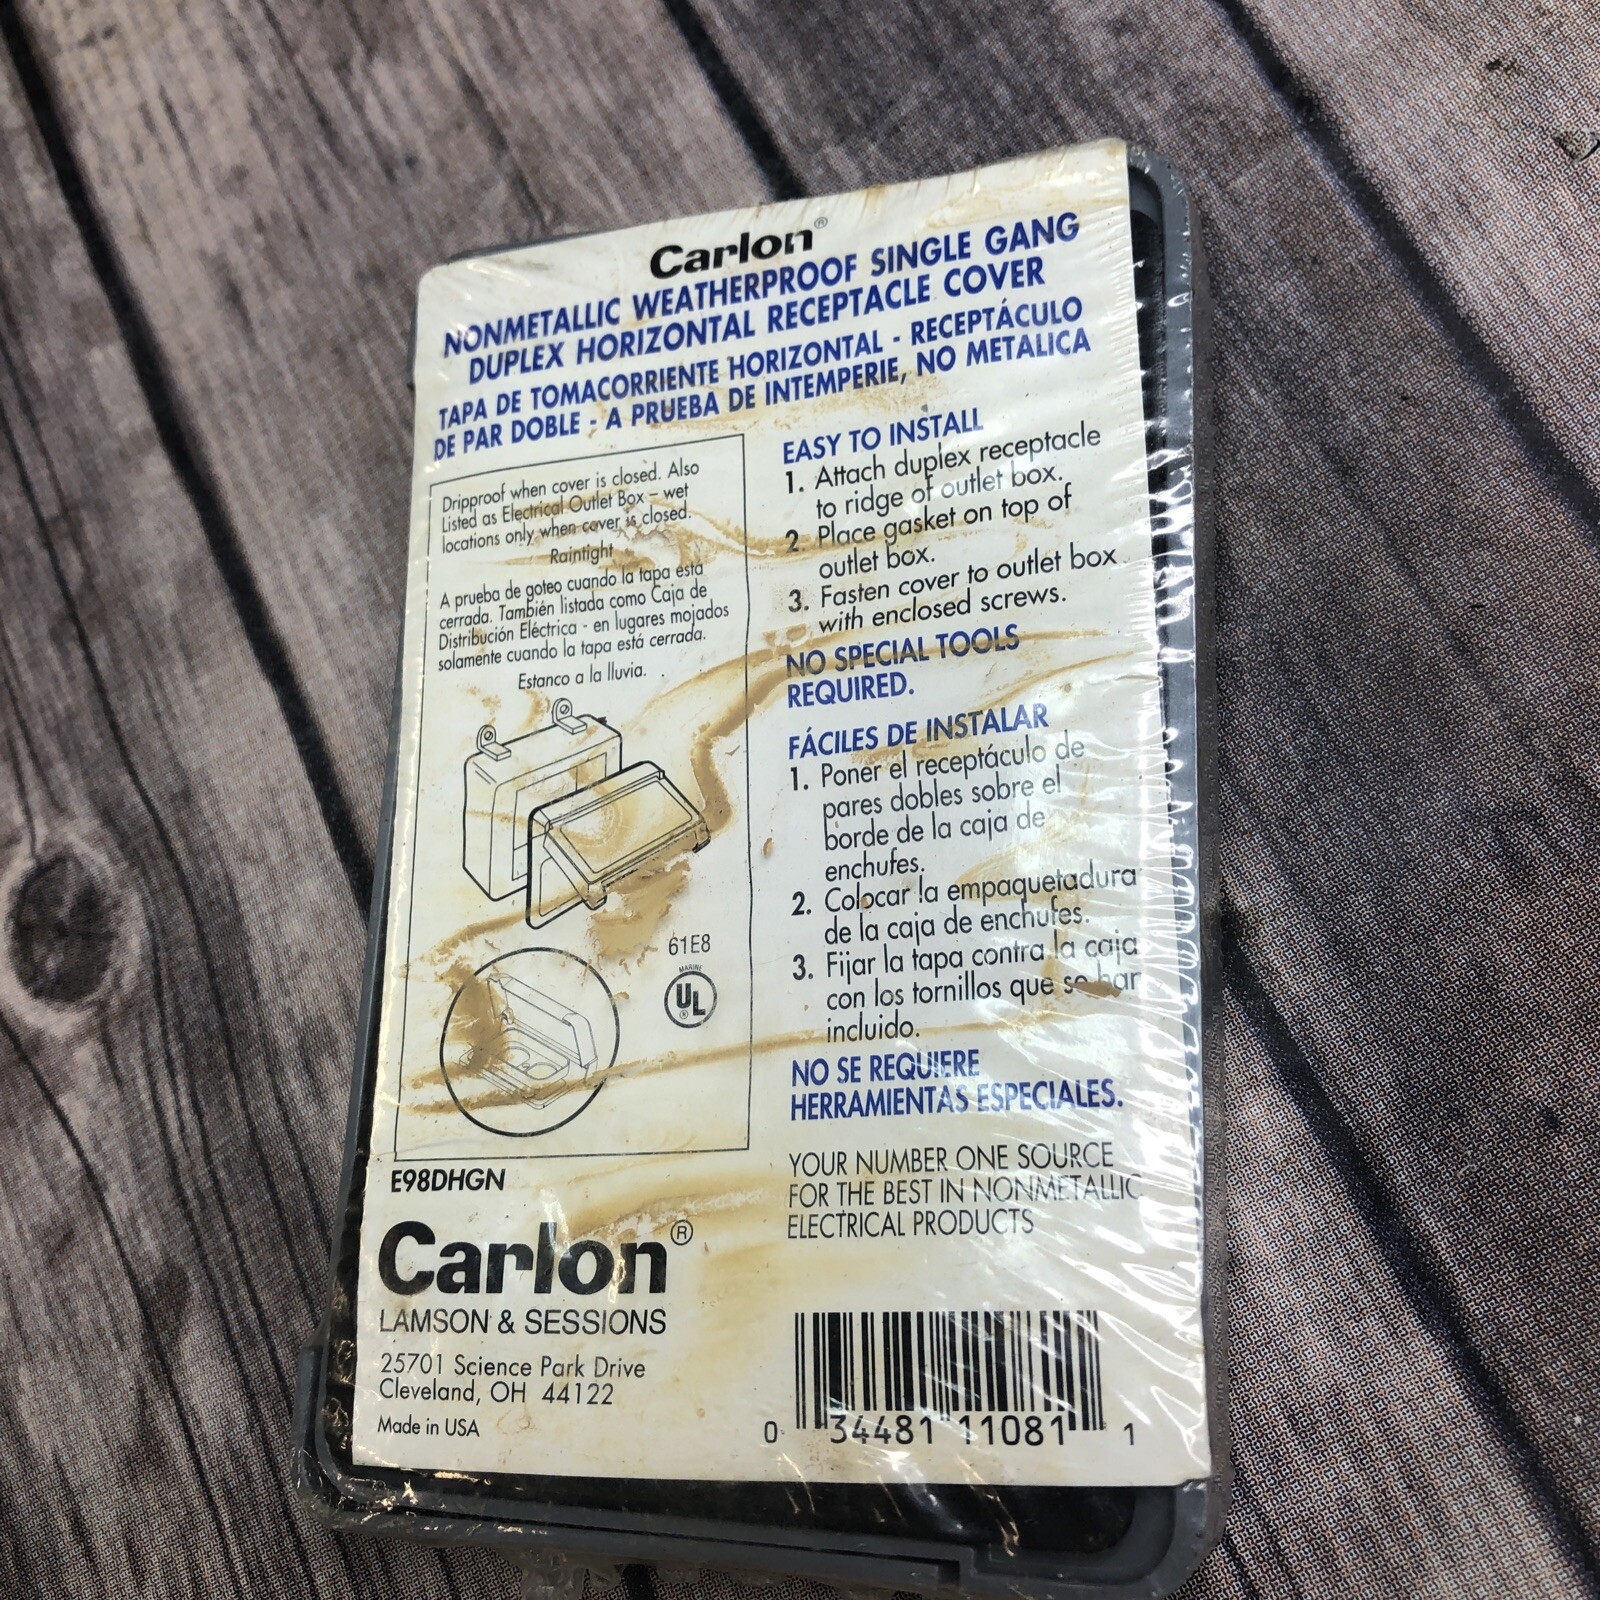 Carlon®
NONMETALLIC WEATHERPROOF SINGLE GANG
DUPLEX HORIZONTAL RECEPTACLE COVER
TAPA DE TOMACORRIENTE HORIZONTAL - RECEPTÁCULO
DE PAR DOBLE - A PRUEBA DE INTEMPERIE, NO METALICA
Dripproof when cover is closed. Also
Listed as Electrical Outlet Box – wet
locations only when cover is closed.
Raintight
A prueba de goteo cuando la tapa está
cerrada. También listada como Caja de
Distribución Eléctrica - en lugares mojados
solamente cuando la tapa está cerrada.
Estanco a la lluvia.
61E8
MARINE
UL
®
E98DHGN
Carlon®
LAMSON & SESSIONS
25701 Science Park Drive
Cleveland, OH 44122
Made in USA
EASY TO INSTALL
1. Attach duplex receptacle
to ridge of outlet box.
2. Place gasket on top of
outlet box.
3. Fasten cover to outlet box
with enclosed screws.
NO SPECIAL TOOLS
REQUIRED.
FÁCILES DE INSTALAR
1. Poner el receptáculo de
pares dobles sobre el
borde de la caja de
enchufes.
2. Colocar la empaquetadura
de la caja de enchufes.
3. Fijar la tapa contra la caja
con los tornillos que se han
incluido.
NO SE REQUIERE
HERRAMIENTAS ESPECIALES.
YOUR NUMBER ONE SOURCE
FOR THE BEST IN NONMETALLIC
ELECTRICAL PRODUCTS
0 34481 11081 1